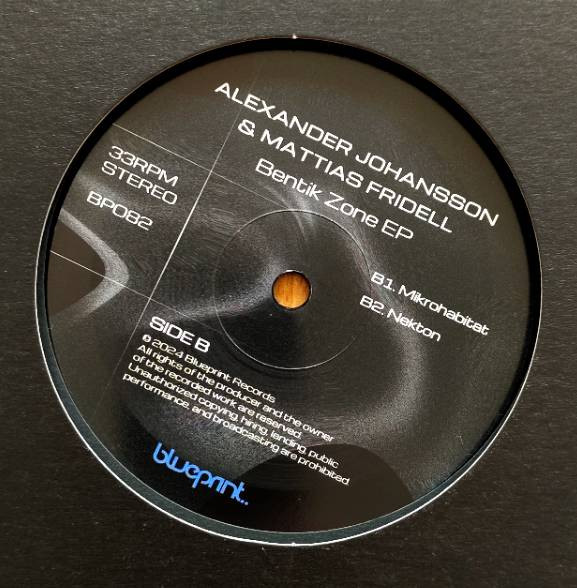 ALEXANDER JOHANSSON
& MATTIAS FRIDELL
Bentik Zone EP
33RPM
STEREO
BP082
B1. Mikrohabitat
B2. Nekton
SIDE B
© 2024 Blueprint Records
All rights of the producer and the owner
of the recorded work are reserved
Unauthorized copying, hiring, lending, public
performance, and broadcasting are prohibited
blueprint..